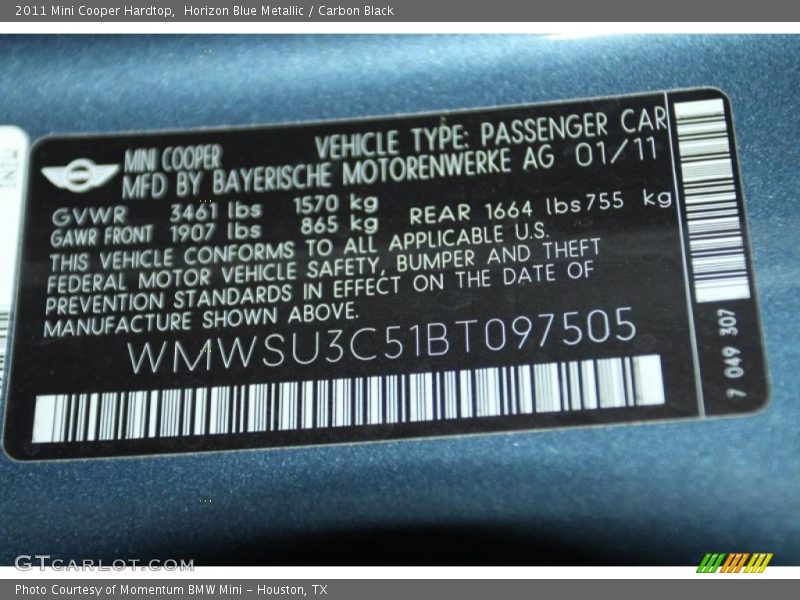 2011 Mini Cooper Hardtop,  Horizon Blue Metallic / Carbon Black
MINI COOPER VEHICLE TYPE: PASSENGER CAR
MFD BY BAYERISCHE MOTORENWERKE AG 01/11
GVWR 3461 lbs 1570 kg
GAWR FRONT 1907 lbs 865 kg REAR 1664 lbs 755 kg
THIS VEHICLE CONFORMS TO ALL APPLICABLE U.S.
FEDERAL MOTOR VEHICLE SAFETY, BUMPER AND THEFT
PREVENTION STANDARDS IN EFFECT ON THE DATE OF
MANUFACTURE SHOWN ABOVE.
WMWSU3C51BT097505
7 049 307
GTcarlot.com
Photo Courtesy of Momentum BMW Mini - Houston, TX